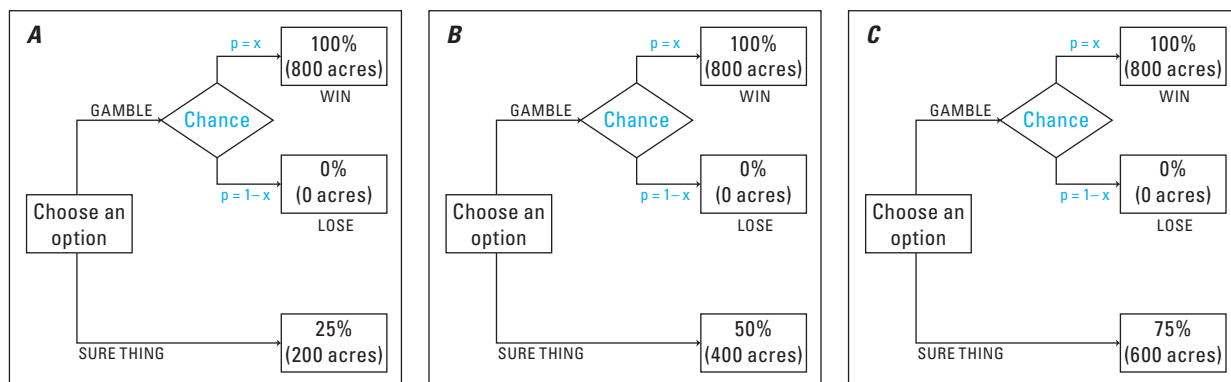 A
p = x
100%
(800 acres)
WIN
GAMBLE
Chance
p = 1– x
0%
(0 acres)
LOSE
Choose an
option
SURE THING
25%
(200 acres)
B
p = x
100%
(800 acres)
WIN
GAMBLE
Chance
p = 1– x
0%
(0 acres)
LOSE
Choose an
option
SURE THING
50%
(400 acres)
C
p = x
100%
(800 acres)
WIN
GAMBLE
Chance
p = 1– x
0%
(0 acres)
LOSE
Choose an
option
SURE THING
75%
(600 acres)